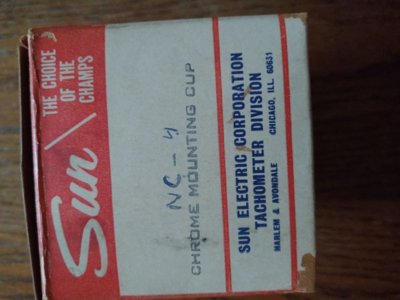 Sun
THE CHOICE
OF THE
CHAMPS
NC-4
CHROME MOUNTING CUP
SUN ELECTRIC CORPORATION
TACHOMETER DIVISION
HARLEM & AVONDALE CHICAGO, ILL. 60631